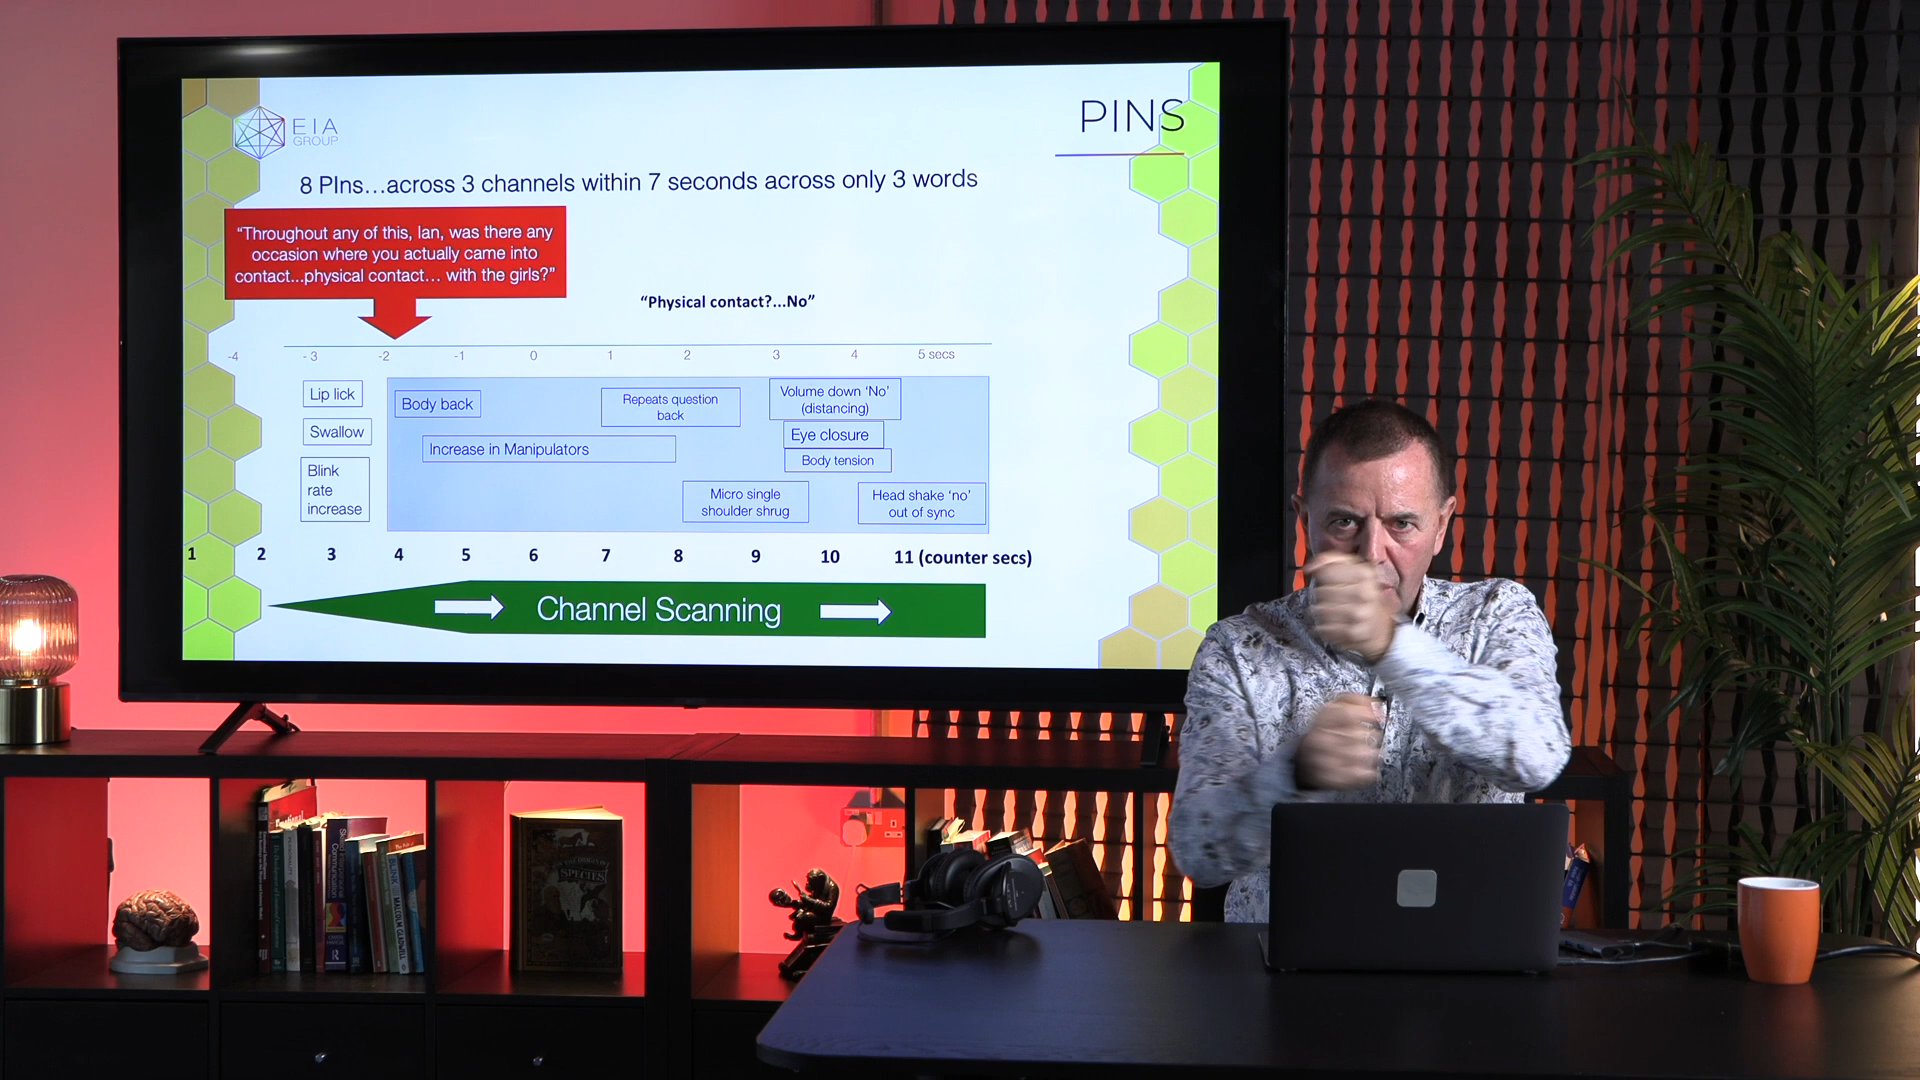 EIA
GROUP
PINS
8 PIns...across 3 channels within 7 seconds across only 3 words
“Throughout any of this, Ian, was there any
occasion where you actually came into
contact...physical contact... with the girls?”
“Physical contact?...No”
-4 -3 -2 -1 0 1 2 3 4 5 secs
Lip lick
Swallow
Blink
rate
increase
Body back
Increase in Manipulators
Repeats question
back
Micro single
shoulder shrug
Volume down ‘No’
(distancing)
Eye closure
Body tension
Head shake ‘no’
out of sync
1 2 3 4 5 6 7 8 9 10 11 (counter secs)
Channel Scanning
SPECIES
MALCOLM GLADWELL